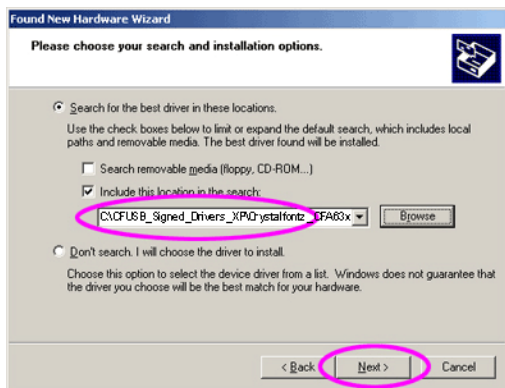 Found New Hardware Wizard
Please choose your search and installation options.
Search for the best driver in these locations.
Use the check boxes below to limit or expand the default search, which includes local
paths and removable media. The best driver found will be installed.
Search removable media (floppy, CD-ROM...)
Include this location in the search:
C:\CFUSB_Signed_Drivers_XP\Crystalfontz_CFA63x
Browse
Don't search. I will choose the driver to install.
Choose this option to select the device driver from a list. Windows does not guarantee that
the driver you choose will be the best match for your hardware.
< Back
Next >
Cancel